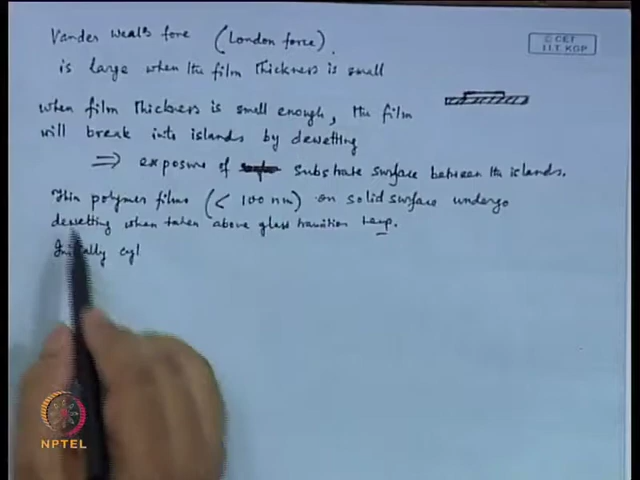 Vander Waal's force (London force).
© CET
I.I.T. KGP
is large when the film thickness is small
when film thickness is small enough, the film
will break into islands by dewetting
⇒ exposure of substrate surface between the islands.
Thin polymer films (< 100 nm) on solid surface undergo
dewetting when taken above glass transition temp.
Initially cyl
NPTEL